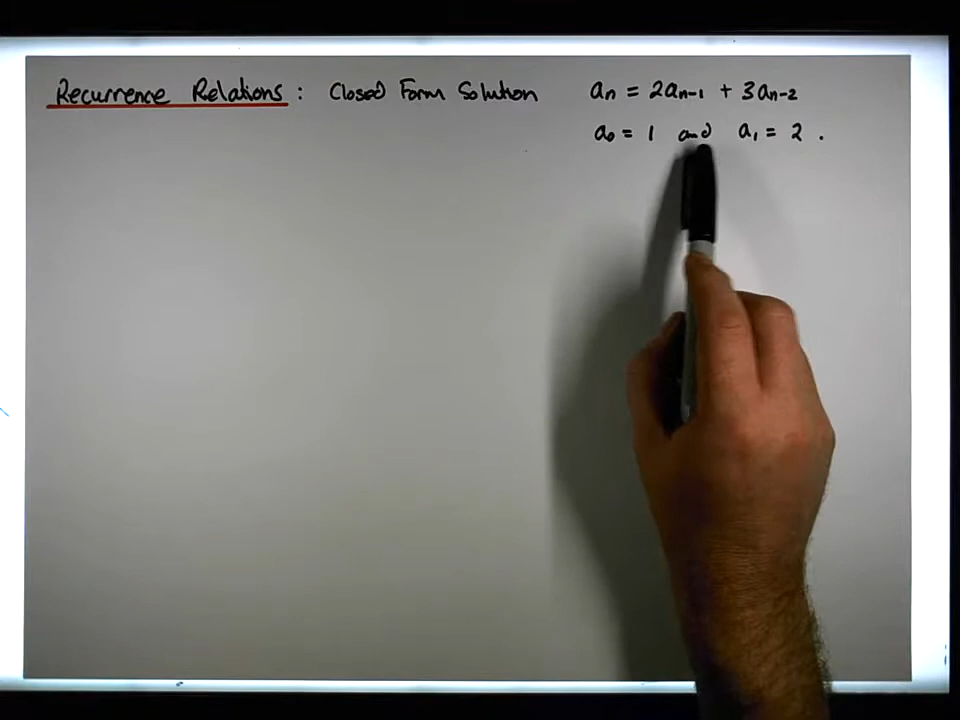 Recurrence Relations : Closed Form Solution aₙ = 2aₙ₋₁ + 3aₙ₋₂
a₀ = 1 and a₁ = 2 .